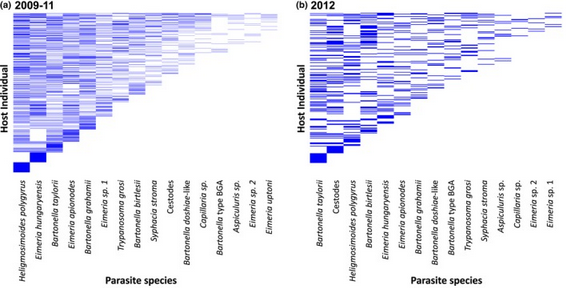 (a) 2009-11
Host Individual
Heligmosimoides polygyrus
Eimeria hungaryensis
Bartonella taylorii
Eimeria apionodes
Bartonella grahamii
Eimeria sp. 1
Trypanosoma grosi
Bartonella birtlesii
Syphacia stroma
Cestodes
Bartonella doshiae-like
Capillaria sp.
Bartonella type BGA
Aspiculuris sp.
Eimeria sp. 2
Eimeria uptoni
Parasite species
(b) 2012
Host Individual
Bartonella taylorii
Cestodes
Heligmosimoides polygyrus
Bartonella birtlesii
Eimeria hungaryensis
Eimeria apionodes
Bartonella grahamii
Bartonella doshiae-like
Bartonella type BGA
Trypanosoma grosi
Syphacia stroma
Aspiculuris sp.
Capillaria sp.
Eimeria sp. 2
Eimeria sp. 1
Parasite species